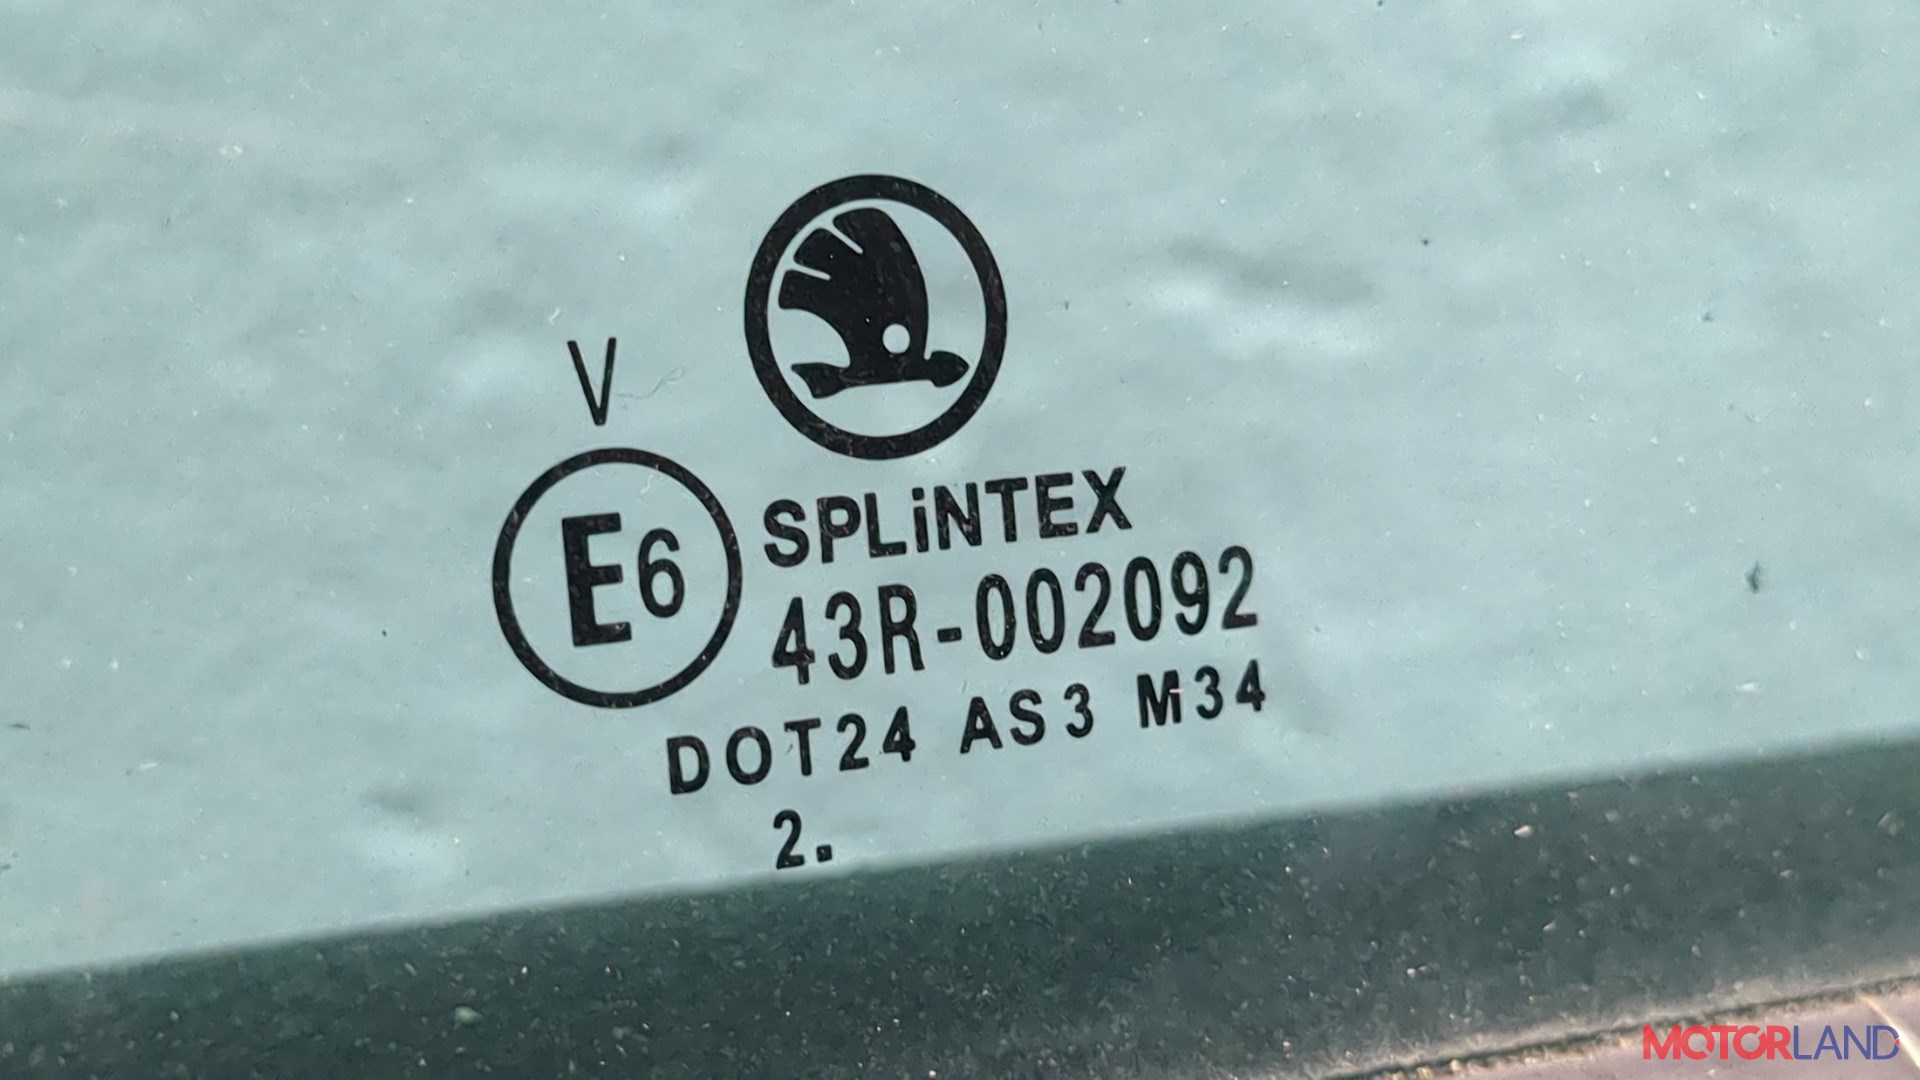 V
E6
SPLiNTEX
43R-002092
DOT24 AS3 M34
2.
MOTORLAND